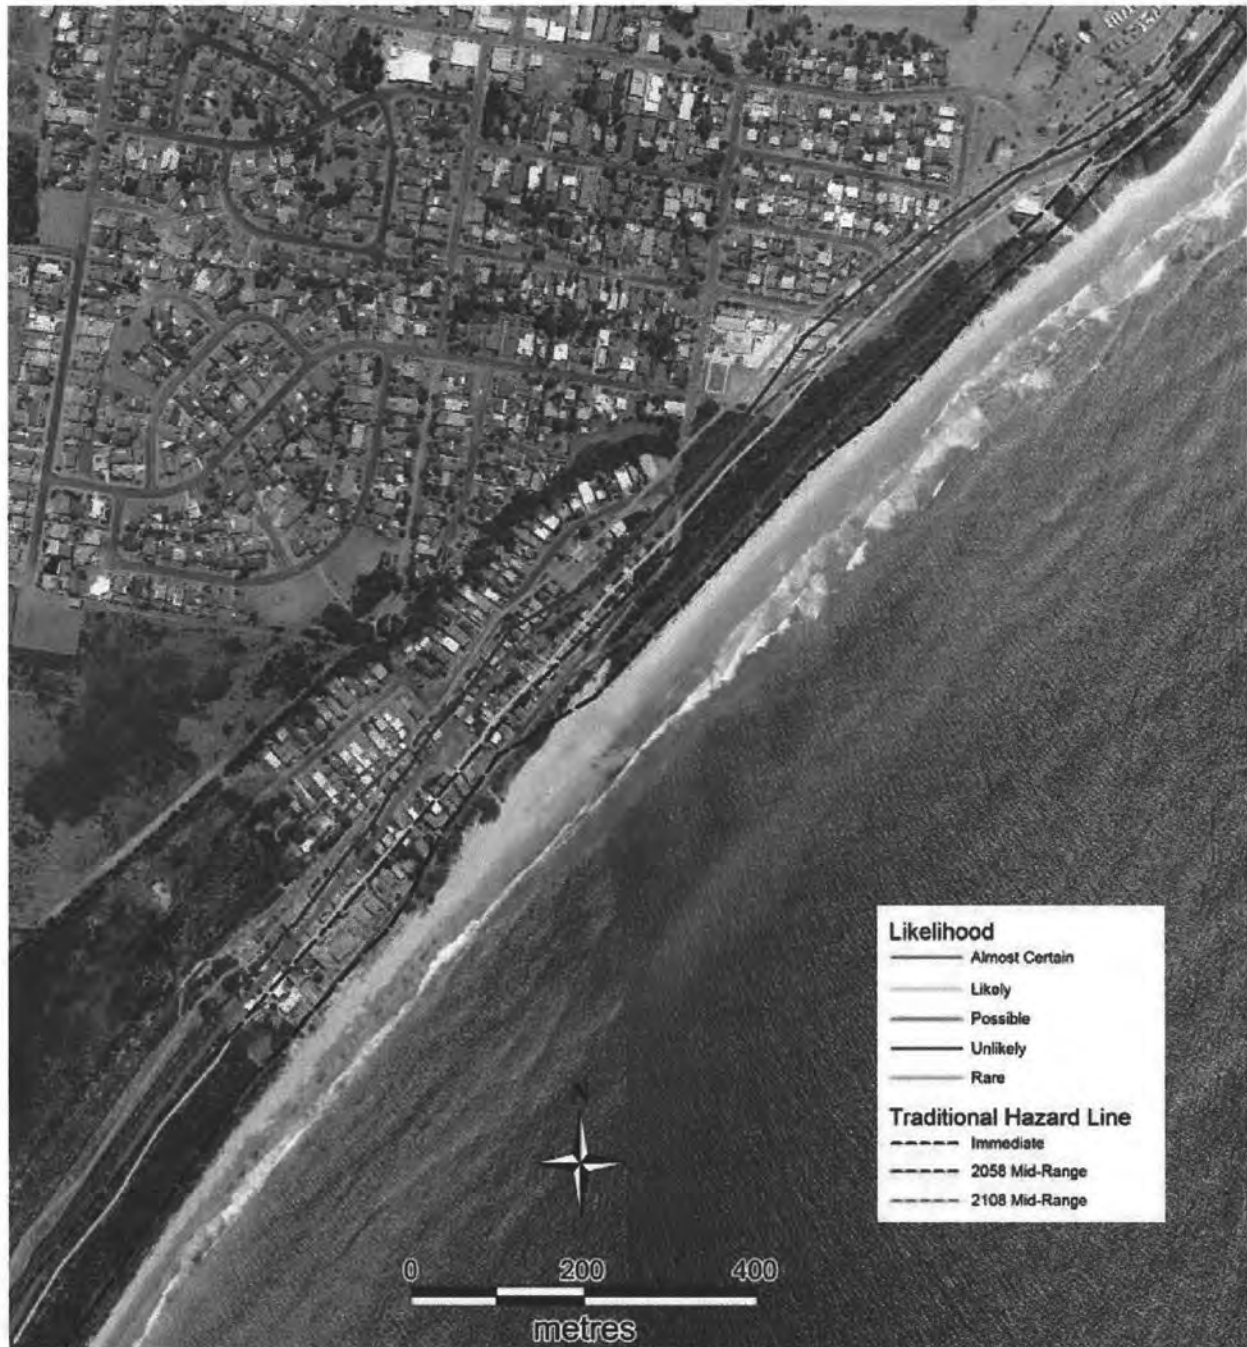 Likelihood
Almost Certain
Likely
Possible
Unlikely
Rare
Traditional Hazard Line
Immediate
2058 Mid-Range
2108 Mid-Range
N
0 200 400
metres